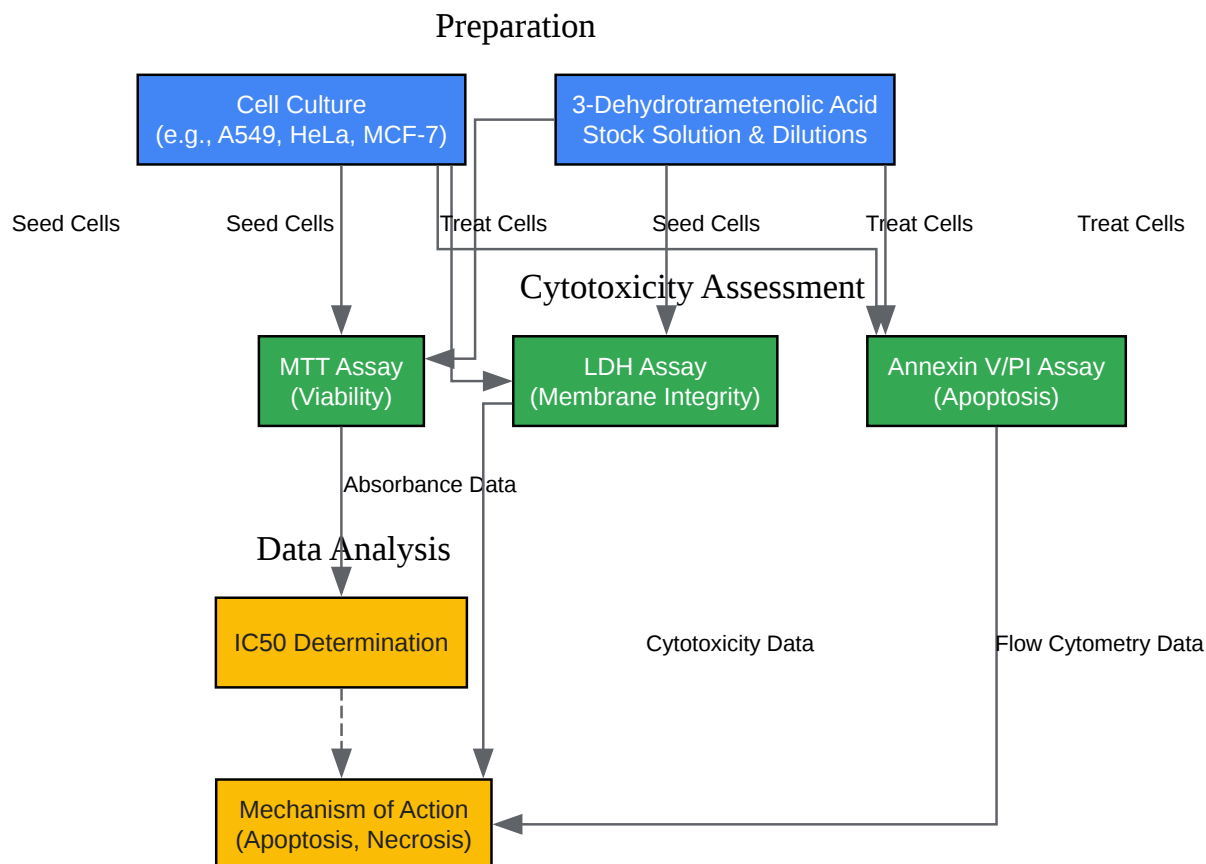 Preparation
Cell Culture
(e.g., A549, HeLa, MCF-7)
3-Dehydrotrametenolic Acid
Stock Solution & Dilutions
Seed Cells
Seed Cells
Treat Cells
Seed Cells
Treat Cells
Treat Cells
Cytotoxicity Assessment
MTT Assay
(Viability)
LDH Assay
(Membrane Integrity)
Annexin V/PI Assay
(Apoptosis)
Absorbance Data
Data Analysis
IC50 Determination
Cytotoxicity Data
Flow Cytometry Data
Mechanism of Action
(Apoptosis, Necrosis)